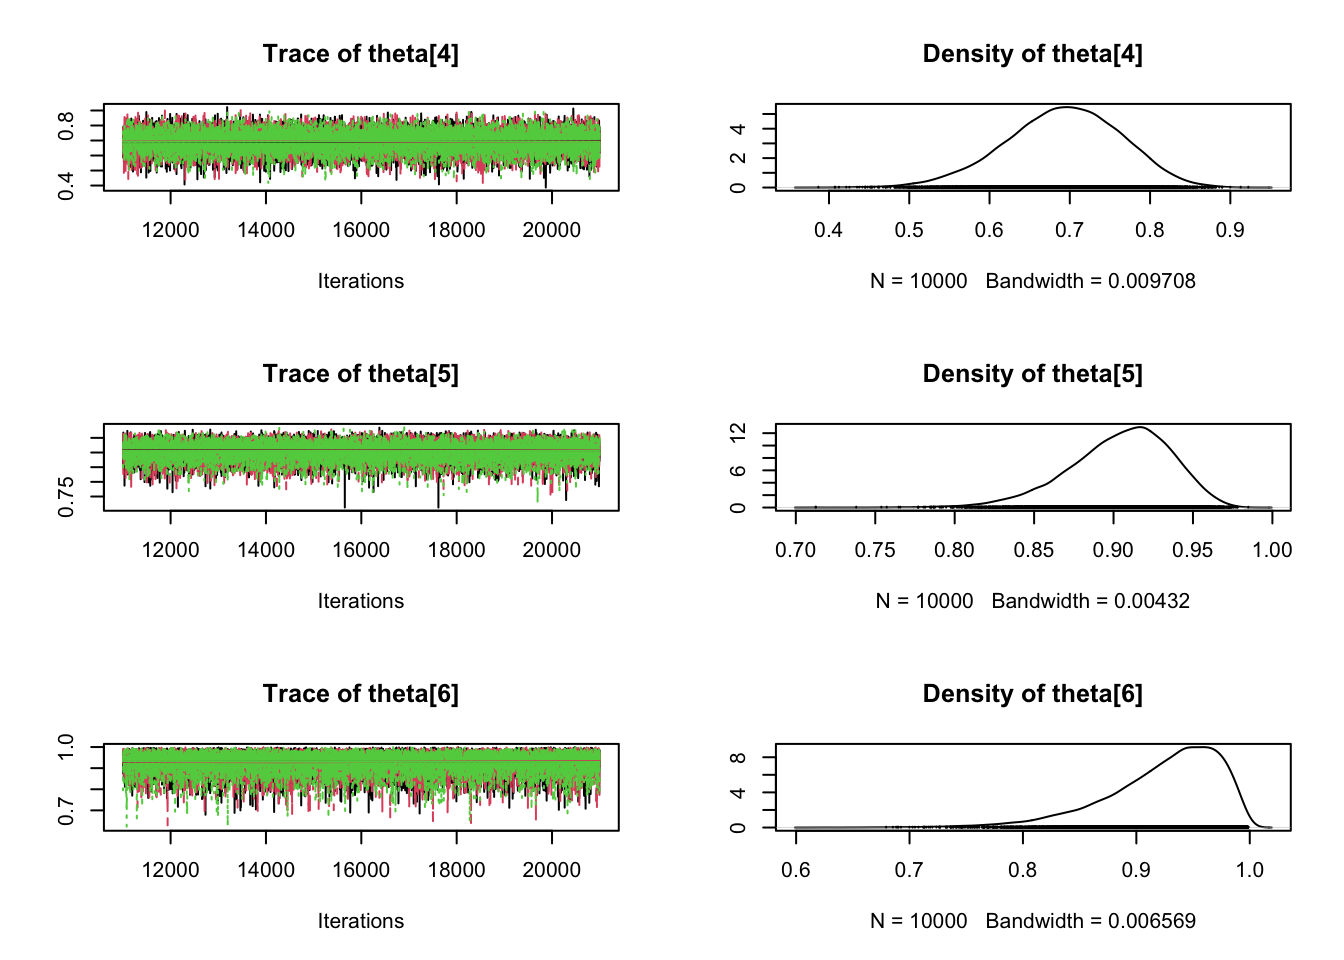 Trace of theta[4]
0.4 0.8
12000 14000 16000 18000 20000
Iterations
Density of theta[4]
0 2 4
0.4 0.5 0.6 0.7 0.8 0.9
N = 10000 Bandwidth = 0.009708
Trace of theta[5]
0.75
12000 14000 16000 18000 20000
Iterations
Density of theta[5]
0 6 12
0.70 0.75 0.80 0.85 0.90 0.95 1.00
N = 10000 Bandwidth = 0.00432
Trace of theta[6]
0.7 1.0
12000 14000 16000 18000 20000
Iterations
Density of theta[6]
0 4 8
0.6 0.7 0.8 0.9 1.0
N = 10000 Bandwidth = 0.006569